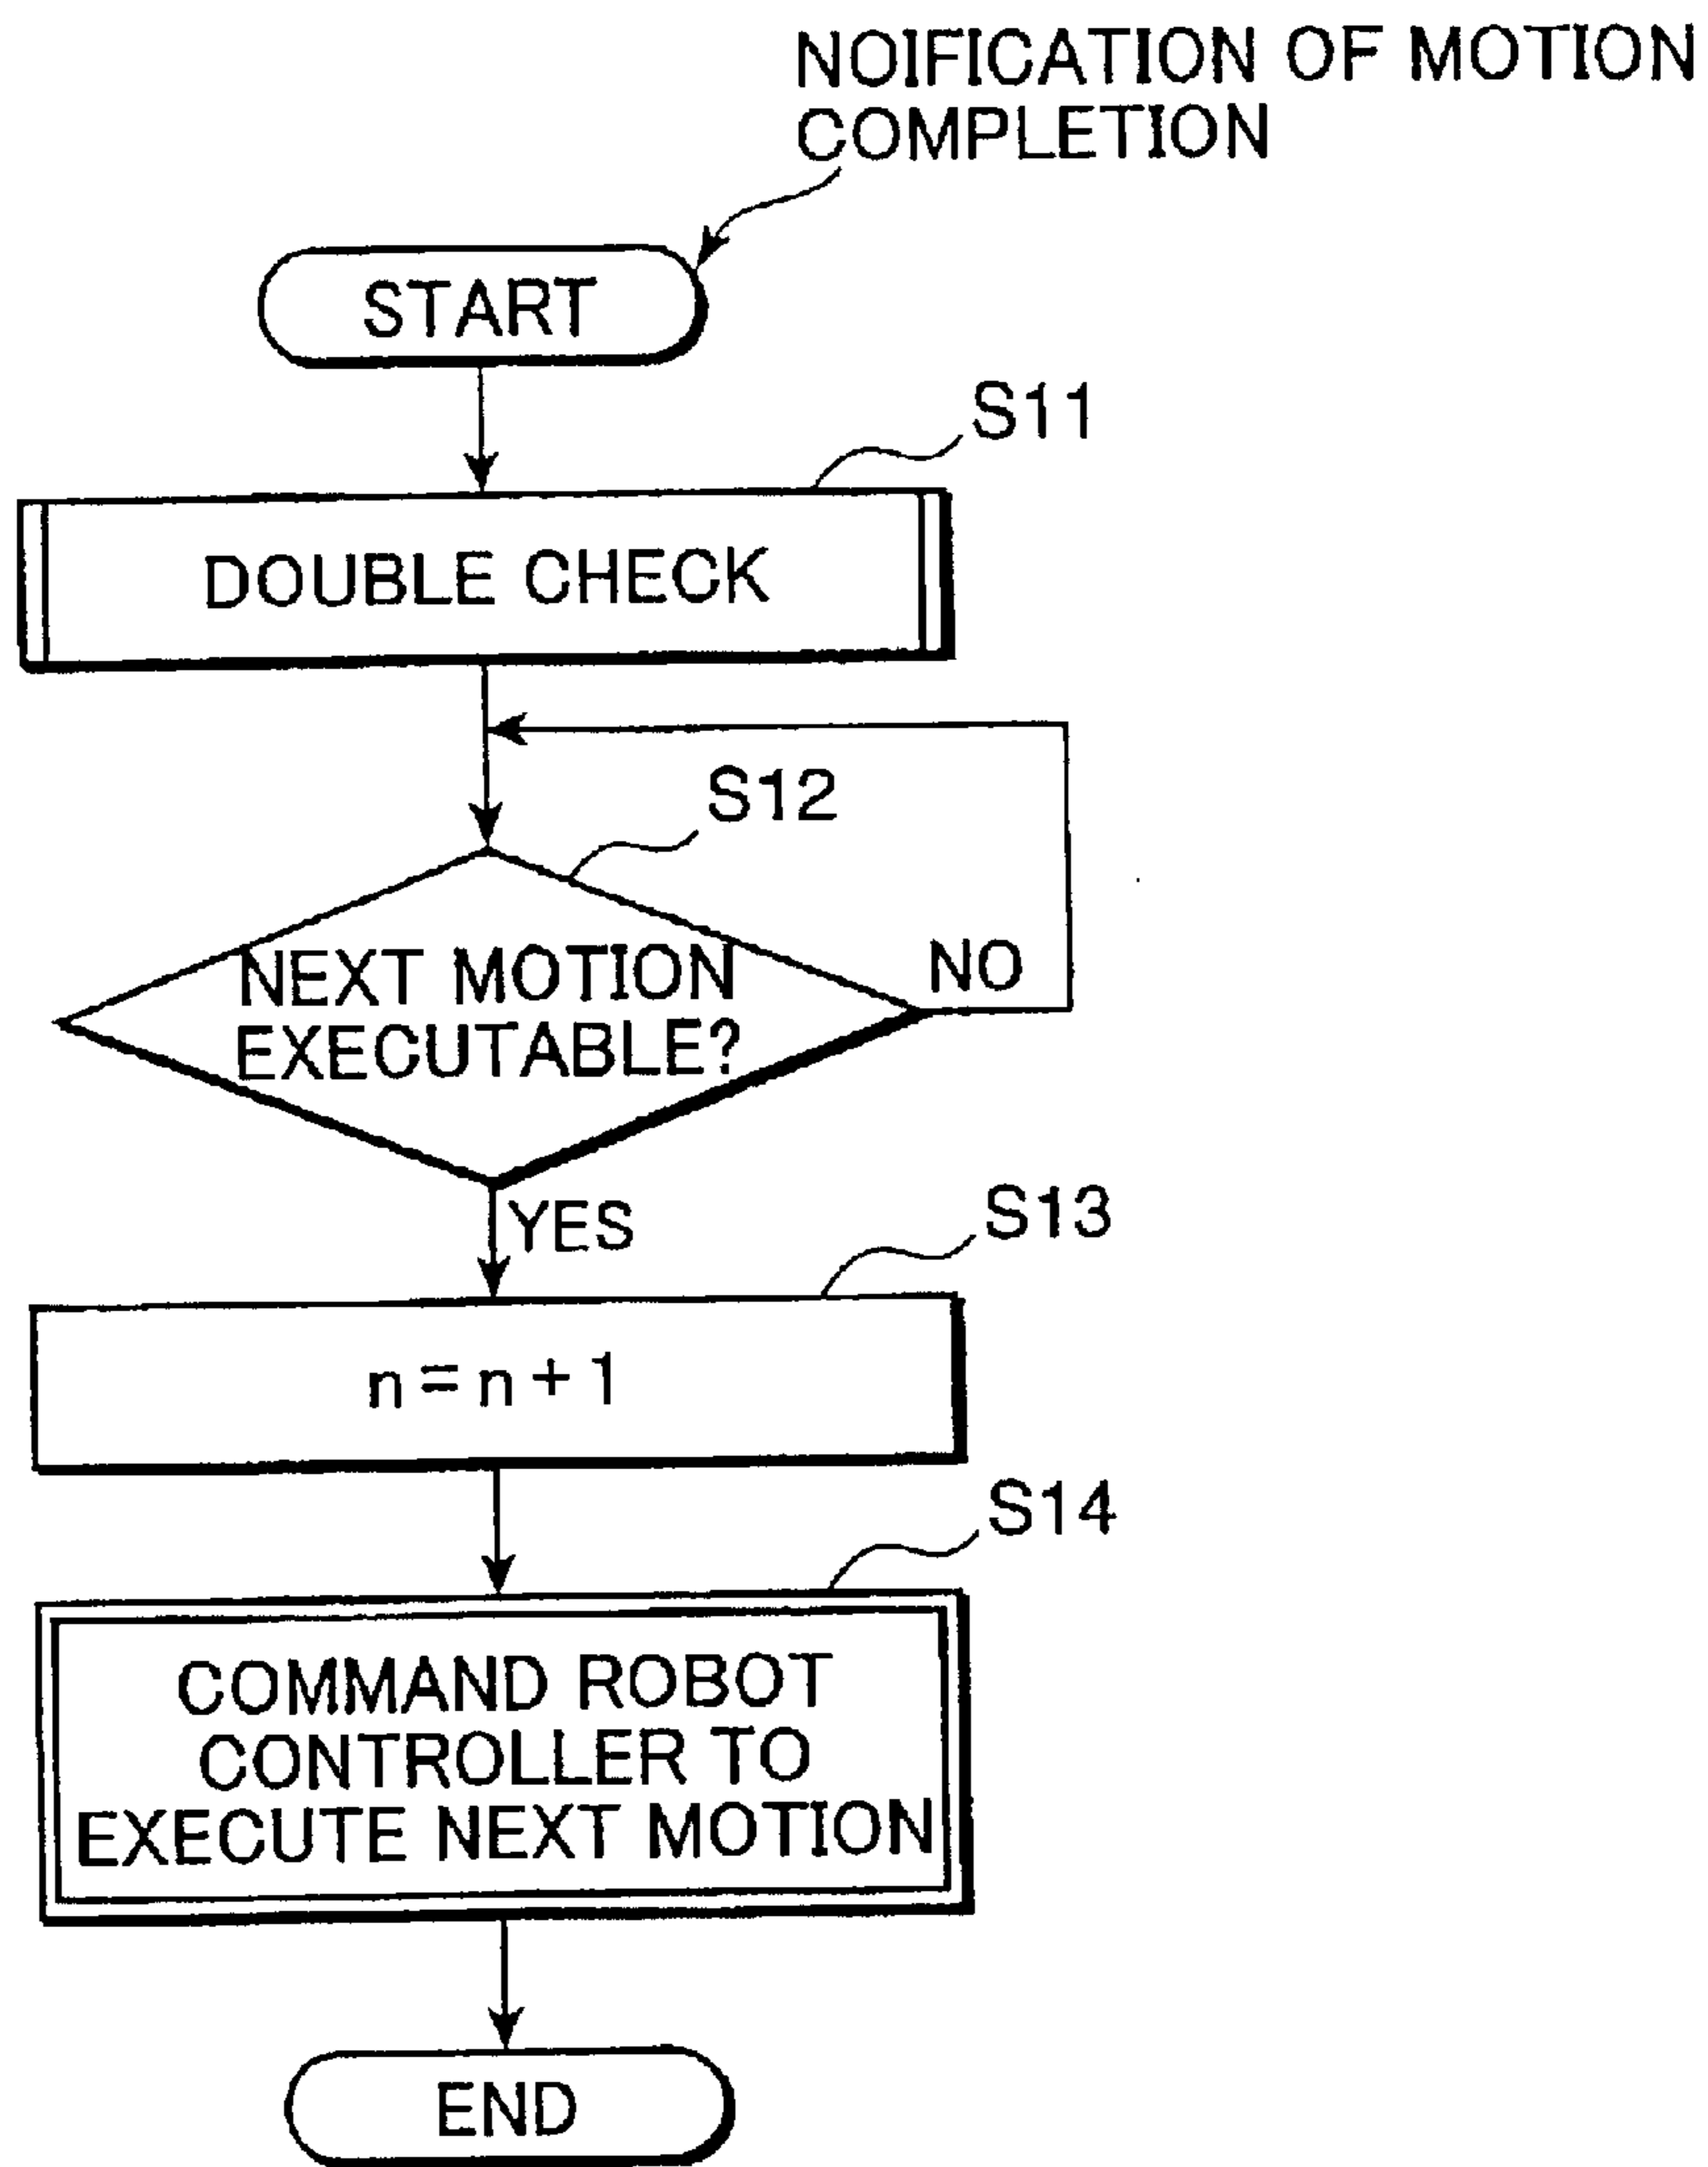 NOIFICATION OF MOTION
COMPLETION
START
S11
DOUBLE CHECK
S12
NEXT MOTION
EXECUTABLE?
NO
YES
S13
n = n + 1
S14
COMMAND ROBOT
CONTROLLER TO
EXECUTE NEXT MOTION
END